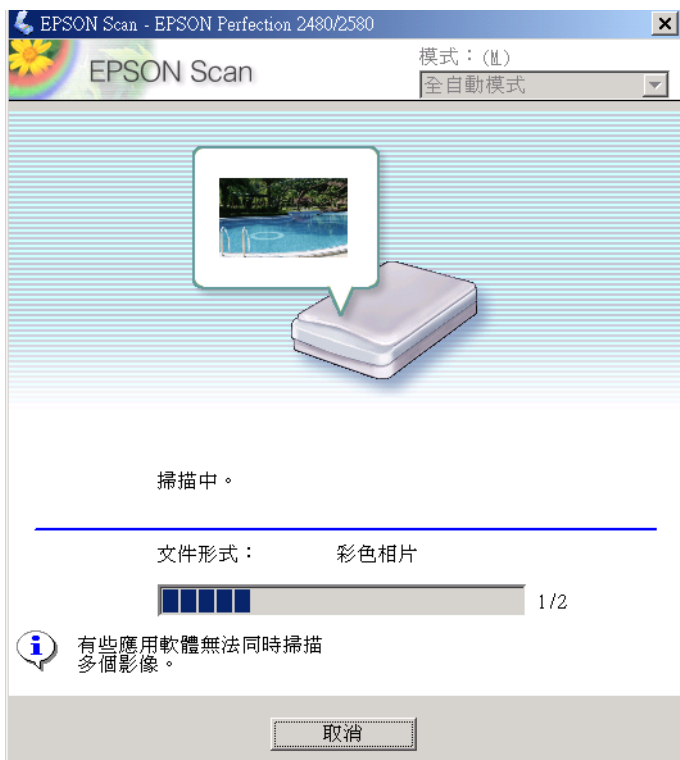 EPSON Scan - EPSON Perfection 2480/2580
EPSON Scan
模式：(M)
全自動模式
掃描中。
文件形式： 彩色相片
1/2
有些應用軟體無法同時掃描
多個影像。
取消